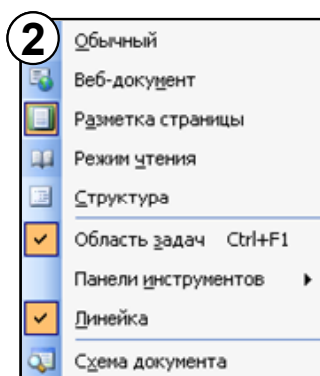 2
Обычный
Веб-документ
Разметка страницы
Режим чтения
Структура
Область задач Ctrl+F1
Панели инструментов
Линейка
Схема документа